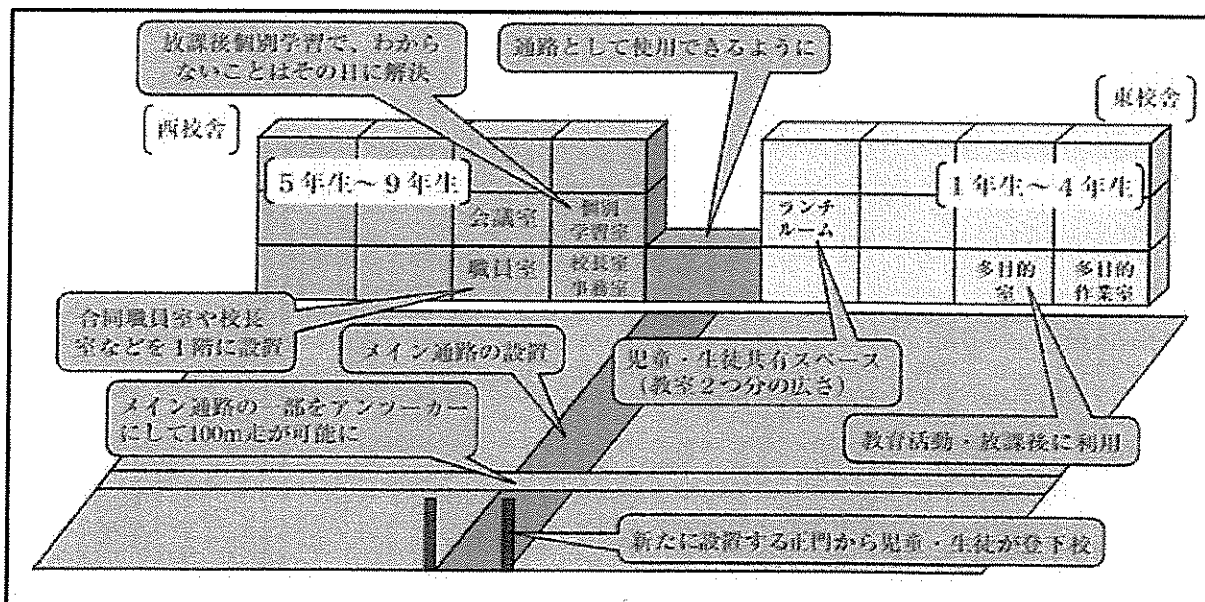 放課後個別学習で、わから
ないことはその日に解決
通路として使用できるように
〔西校舎〕
〔東校舎〕
5年生〜9年生
1年生〜4年生
会議室
個別
学習室
ランチ
ルーム
職員室
校長室
事務室
多目的
室
多目的
作業室
合同職員室や校長
室などを1階に設置
メイン通路の設置
児童・生徒共有スペース
(教室2つ分の広さ)
メイン通路の一部をアンツーカー
にして100m走が可能に
教育活動・放課後に利用
新たに設置する正門から児童・生徒が登下校